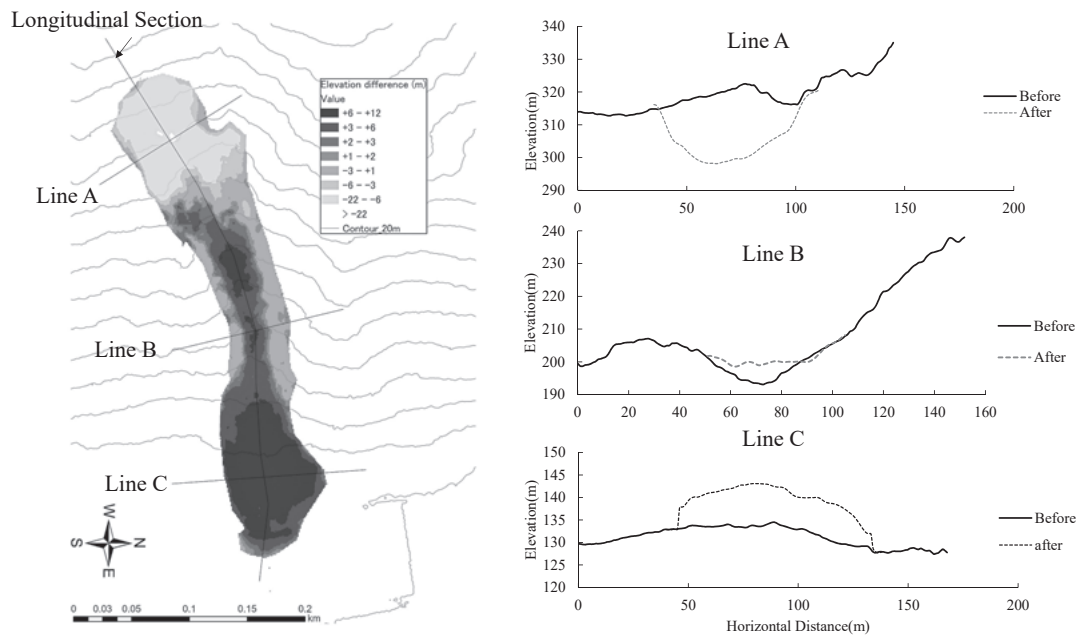 Longitudinal Section
Elevation difference (m)
Value
+6 - +12
+3 - +6
+2 - +3
+1 - +2
-3 - +1
-6 - -3
-22 - -6
> -22
Contour_20m
Line A
Line B
Line C
W
S
N
E
0 0.03 0.05 0.1 0.15 0.2
km
Line A
Elevation(m)
340
330
320
310
300
290
0 50 100 150 200
Before
After
Line B
Elevation(m)
240
230
220
210
200
190
0 20 40 60 80 100 120 140 160
Before
After
Line C
Elevation(m)
150
145
140
135
130
125
120
0 50 100 150 200
Before
after
Horizontal Distance(m)